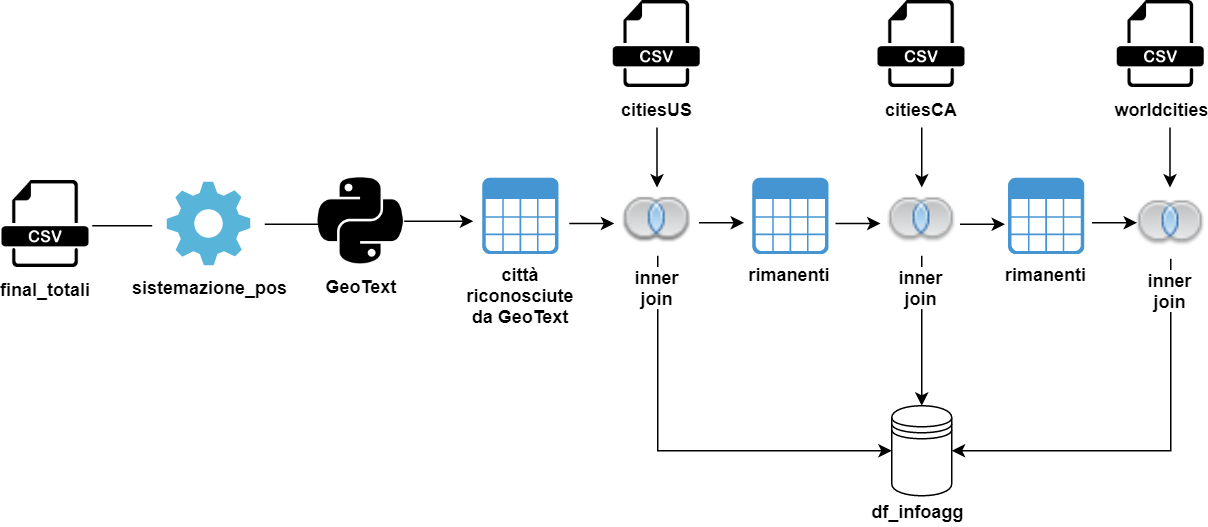 CSV
CSV
CSV
citiesUS
citiesCA
worldcities
CSV
final_totali
sistemazione_pos
GeoText
città
riconosciute
da GeoText
inner
join
rimanenti
inner
join
rimanenti
inner
join
df_infoagg